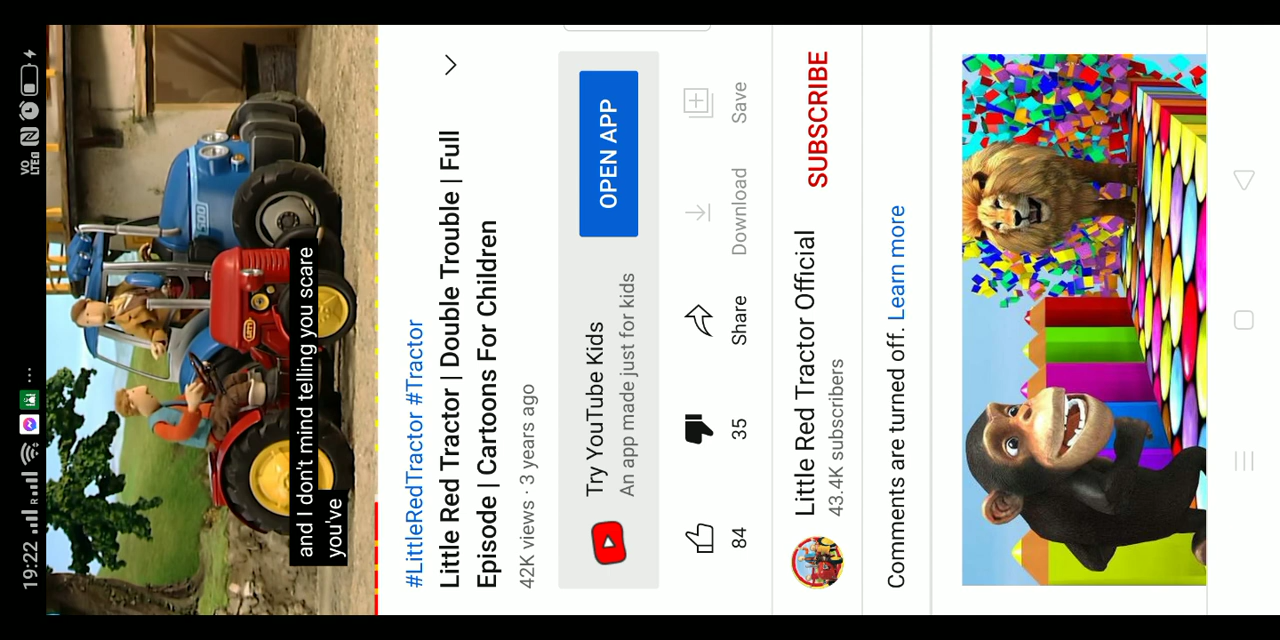 19:22
R
VO
LTE
1500
and I don't mind telling you scare
you've
#LittleRedTractor #Tractor
Little Red Tractor | Double Trouble | Full
Episode | Cartoons For Children
42K views · 3 years ago
Try YouTube Kids
An app made just for kids
OPEN APP
84
35
Share
Download
Save
Little Red Tractor Official
43.4K subscribers
SUBSCRIBE
Comments are turned off. Learn more